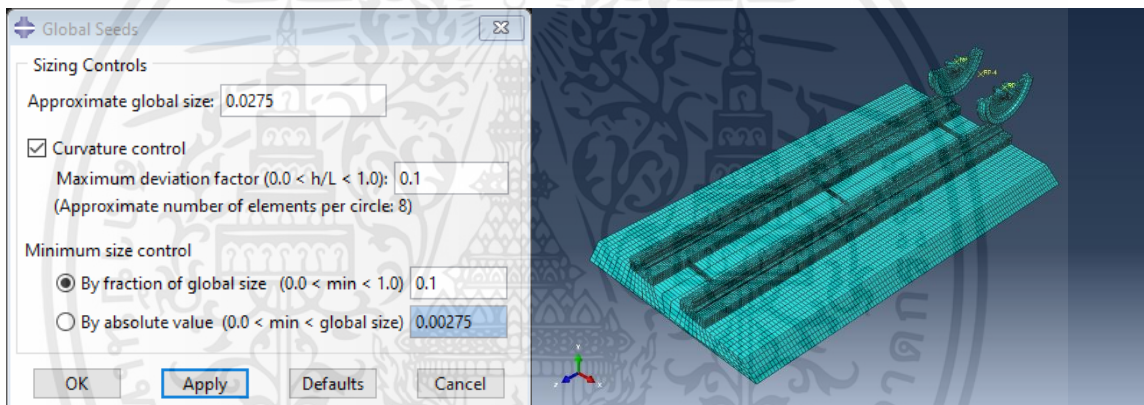 Global Seeds
Sizing Controls
Approximate global size: 0.0275
Curvature control
Maximum deviation factor (0.0 < h/L < 1.0): 0.1
(Approximate number of elements per circle: 8)
Minimum size control
By fraction of global size (0.0 < min < 1.0) 0.1
By absolute value (0.0 < min < global size) 0.00275
OK Apply Defaults Cancel
RP-4
Y
Z X